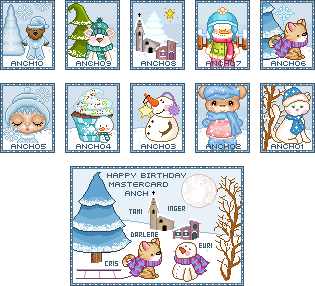 ANCH10
ANCH09
ANCH08
ANCH07
ANCH06
ANCH05
ANCH04
ANCH03
ANCH02
ANCH01
HAPPY BIRTHDAY
MASTERCARD
ANCH
TAMI
INGER
DARLENE
EURI
CRIS